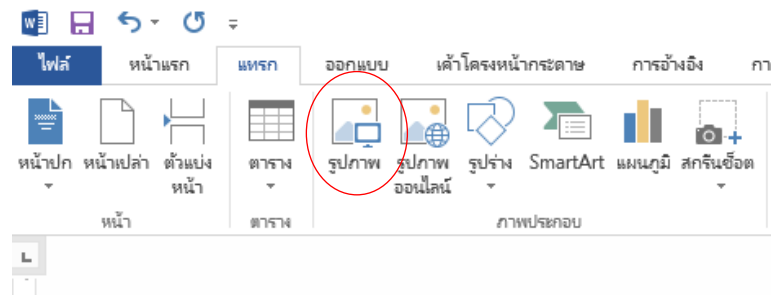 ไฟล์ หน้าแรก แทรก ออกแบบ เค้าโครงหน้ากระดาษ การอ้างอิง กา
หน้าปก หน้าเปล่า ตัวแบ่งหน้า ตาราง รูปภาพ รูปภาพออนไลน์ รูปร่าง SmartArt แผนภูมิ สกรีนช็อต
หน้า ตาราง ภาพประกอบ